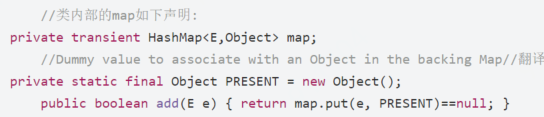 //类内部的map如下声明:
private transient HashMap<E,Object> map;
//Dummy value to associate with an Object in the backing Map//翻译
private static final Object PRESENT = new Object();
public boolean add(E e) { return map.put(e, PRESENT)==null; }